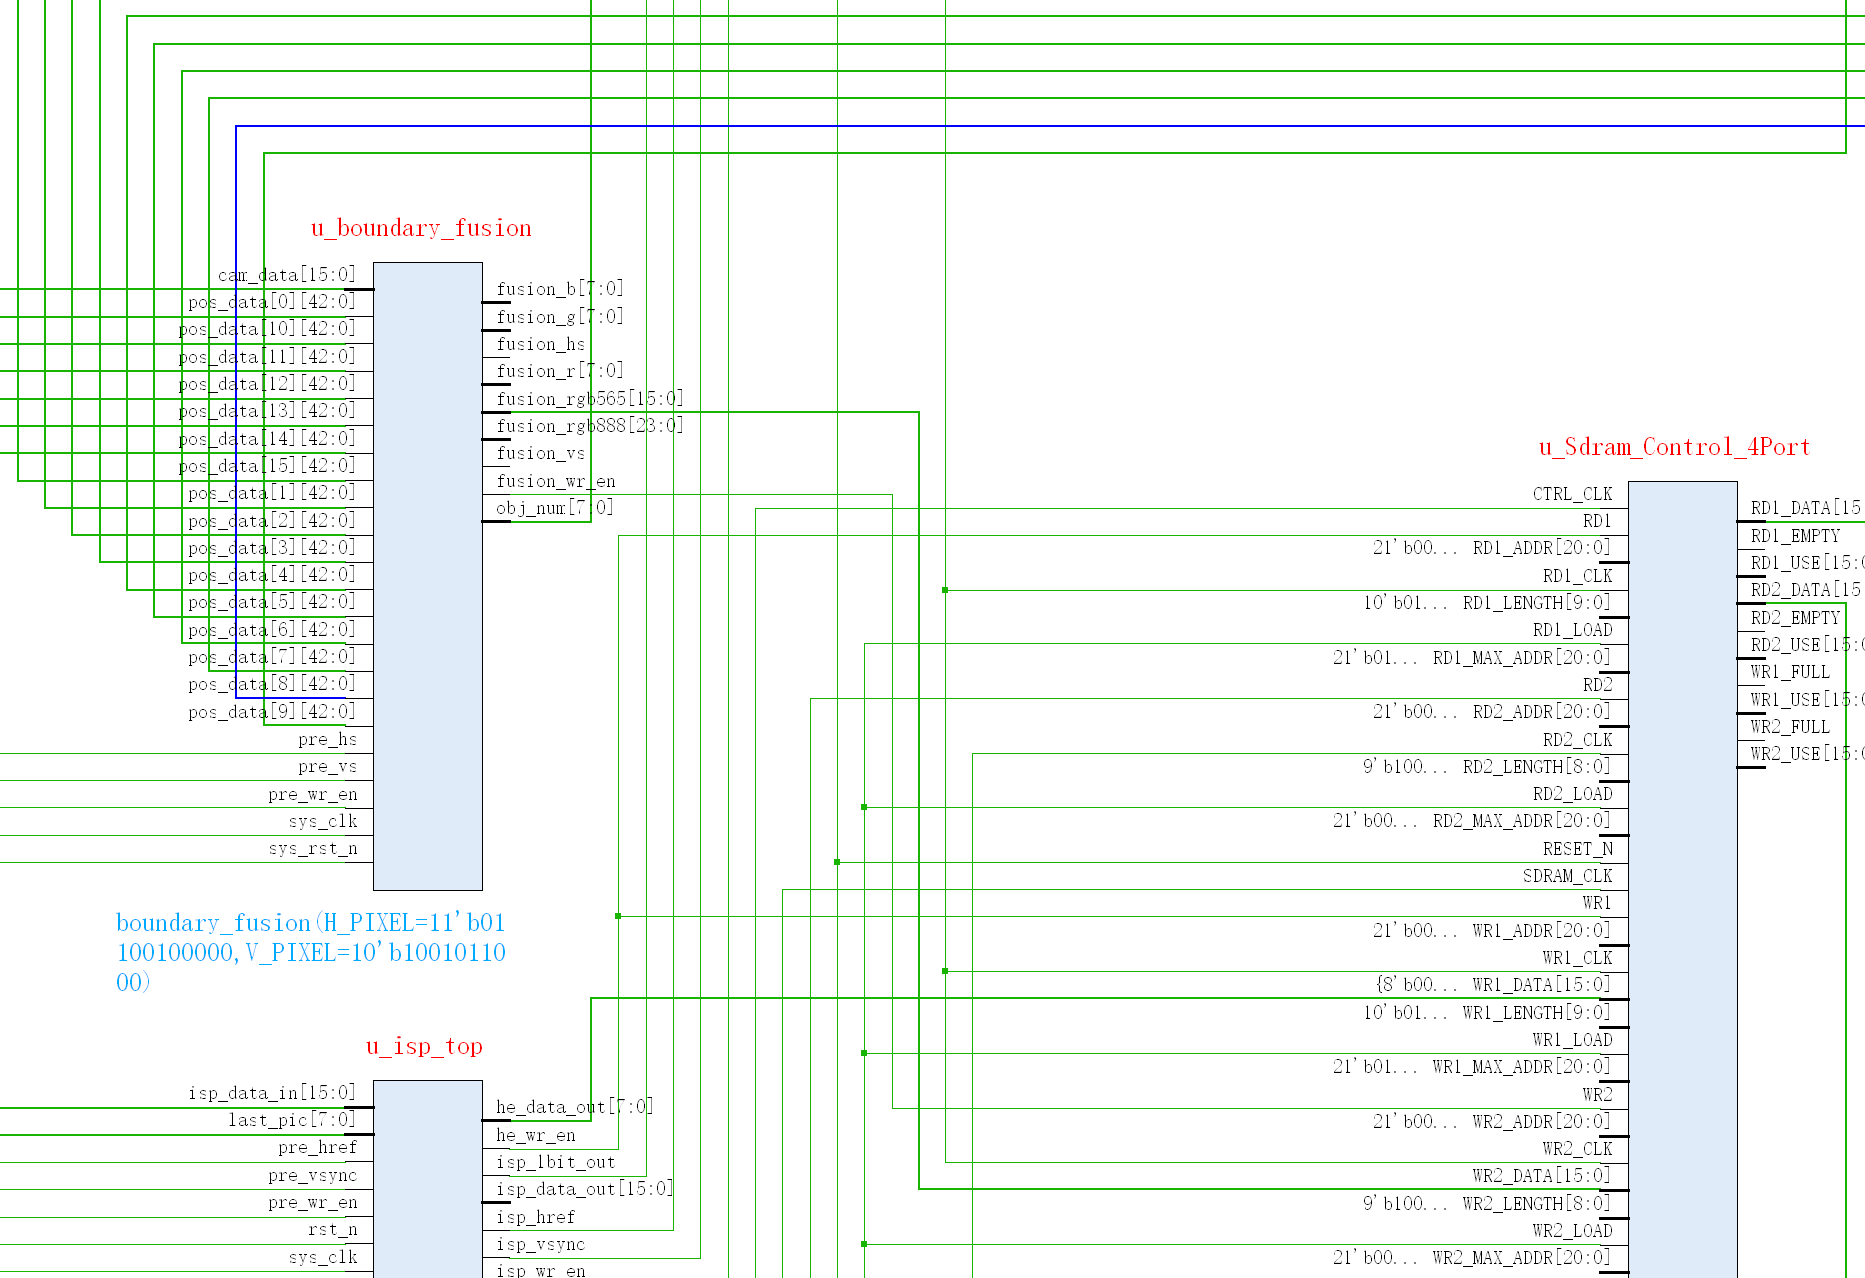 u_boundary_fusion
cam_data[15:0]
pos_data[0][42:0]
pos_data[10][42:0]
pos_data[11][42:0]
pos_data[12][42:0]
pos_data[13][42:0]
pos_data[14][42:0]
pos_data[15][42:0]
pos_data[1][42:0]
pos_data[2][42:0]
pos_data[3][42:0]
pos_data[4][42:0]
pos_data[5][42:0]
pos_data[6][42:0]
pos_data[7][42:0]
pos_data[8][42:0]
pos_data[9][42:0]
pre_hs
pre_vs
pre_wr_en
sys_clk
sys_rst_n
fusion_b[7:0]
fusion_g[7:0]
fusion_hs
fusion_r[7:0]
fusion_rgb565[15:0]
fusion_rgb888[23:0]
fusion_vs
fusion_wr_en
obj_num[7:0]
boundary_fusion(H_PIXEL=11'b01
100100000,V_PIXEL=10'b10010110
00)
u_isp_top
isp_data_in[15:0]
last_pic[7:0]
pre_href
pre_vsync
pre_wr_en
rst_n
sys_clk
he_data_out[7:0]
he_wr_en
isp_1bit_out
isp_data_out[15:0]
isp_href
isp_vsync
isp_wr_en
u_Sdram_Control_4Port
CTRL_CLK
RD1
21'b00... RD1_ADDR[20:0]
RD1_CLK
10'b01... RD1_LENGTH[9:0]
RD1_LOAD
21'b01... RD1_MAX_ADDR[20:0]
RD2
21'b00... RD2_ADDR[20:0]
RD2_CLK
9'b100... RD2_LENGTH[8:0]
RD2_LOAD
21'b00... RD2_MAX_ADDR[20:0]
RESET_N
SDRAM_CLK
WR1
21'b00... WR1_ADDR[20:0]
WR1_CLK
{8'b00... WR1_DATA[15:0]
10'b01... WR1_LENGTH[9:0]
WR1_LOAD
21'b01... WR1_MAX_ADDR[20:0]
WR2
21'b00... WR2_ADDR[20:0]
WR2_CLK
WR2_DATA[15:0]
9'b100... WR2_LENGTH[8:0]
WR2_LOAD
21'b00... WR2_MAX_ADDR[20:0]
RD1_DATA[15
RD1_EMPTY
RD1_USE[15:0
RD2_DATA[15
RD2_EMPTY
RD2_USE[15:0
WR1_FULL
WR1_USE[15:0
WR2_FULL
WR2_USE[15:0